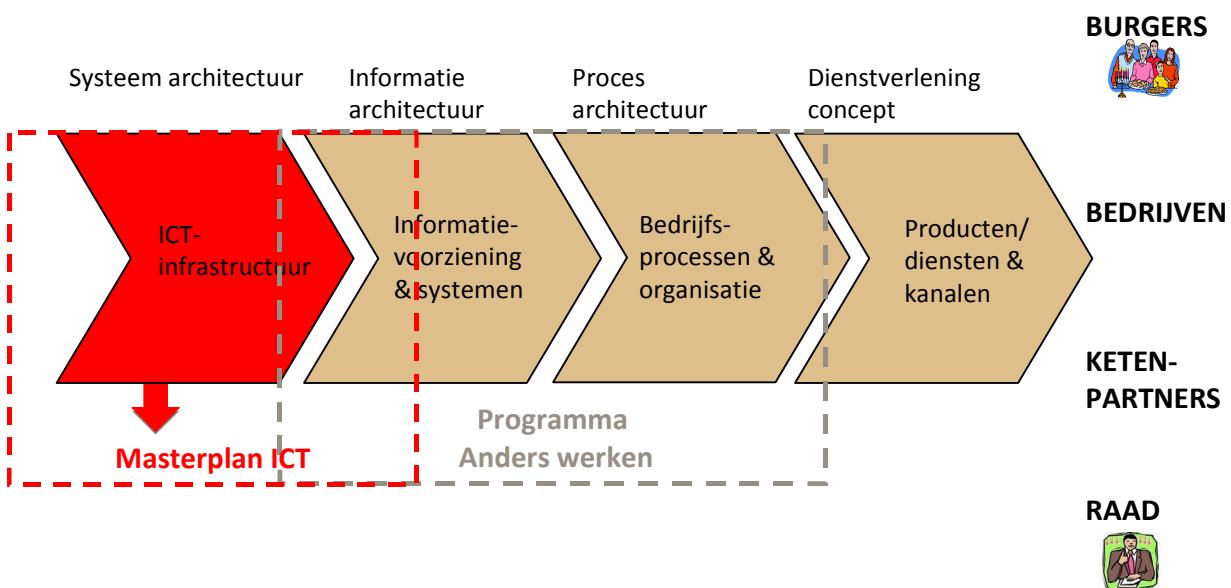 BURGERS
Systeem architectuur
Informatie
architectuur
Proces
architectuur
Dienstverlening
concept
ICT-
infrastructuur
Informatie-
voorziening
& systemen
Bedrijfs-
processen &
organisatie
Producten/
diensten &
kanalen
BEDRIJVEN
KETEN-
PARTNERS
Masterplan ICT
Programma
Anders werken
RAAD